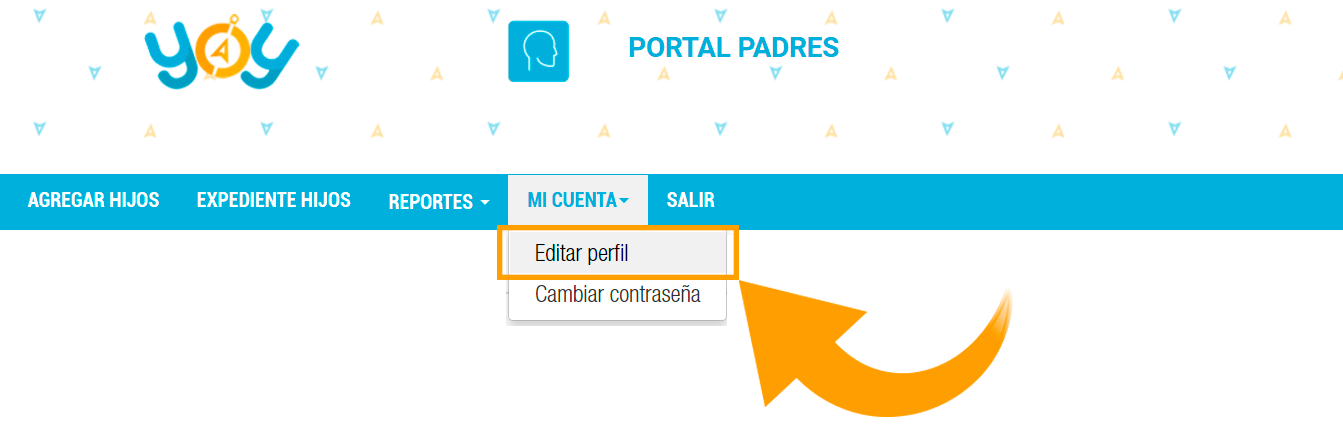 yoy
PORTAL PADRES
AGREGAR HIJOS EXPEDIENTE HIJOS REPORTES MI CUENTA SALIR
Editar perfil
Cambiar contraseña